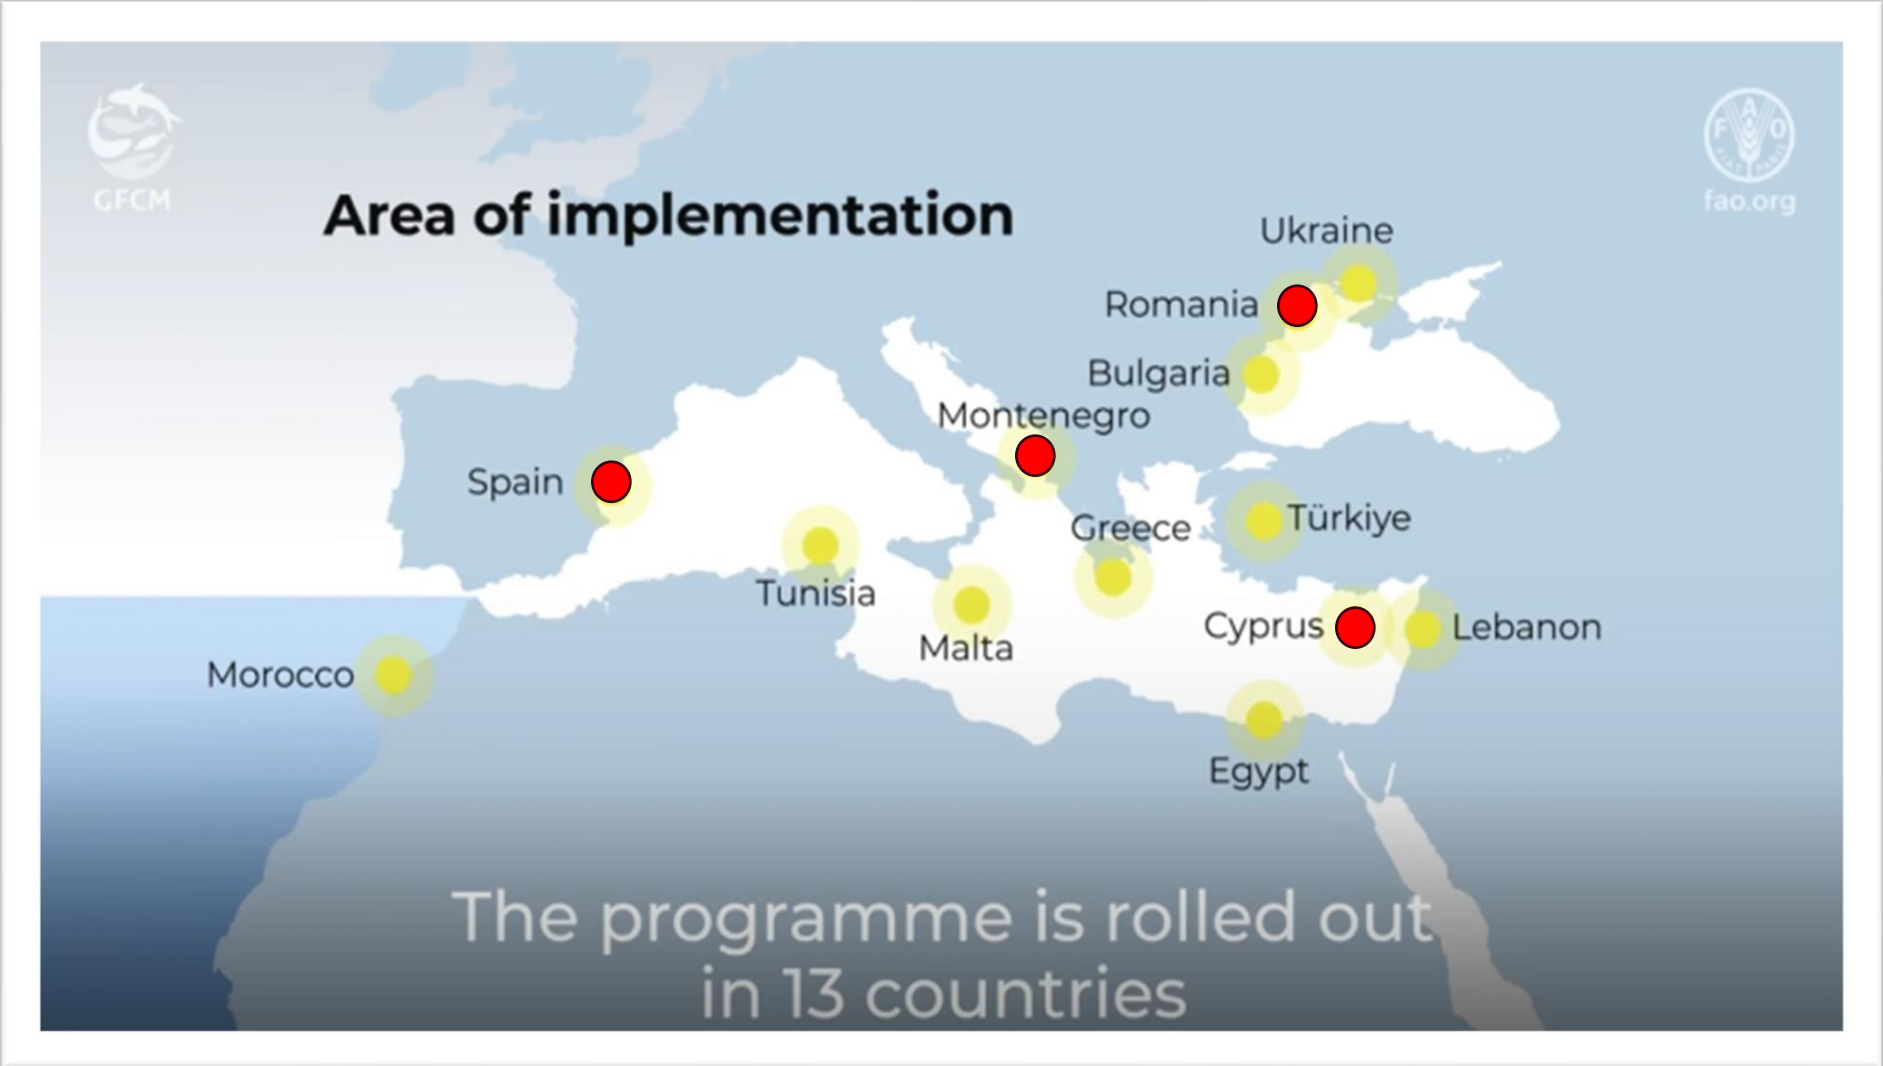 GFCM
FAO
fao.org
Area of implementation
Ukraine
Romania
Bulgaria
Montenegro
Spain
Türkiye
Greece
Tunisia
Cyprus
Lebanon
Malta
Morocco
Egypt
The programme is rolled out
in 13 countries